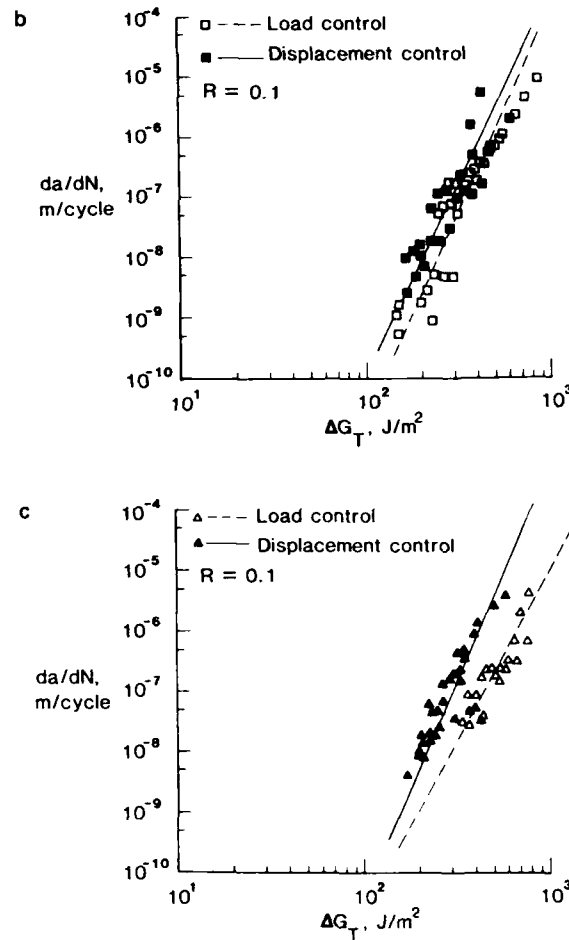 b
□ --- Load control
■ — Displacement control
R = 0.1
10⁻⁴
10⁻⁵
10⁻⁶
10⁻⁷
10⁻⁸
10⁻⁹
10⁻¹⁰
da/dN,
m/cycle
10¹
10²
10³
ΔG_T, J/m²
c
△ --- Load control
▲ — Displacement control
R = 0.1
10⁻⁴
10⁻⁵
10⁻⁶
10⁻⁷
10⁻⁸
10⁻⁹
10⁻¹⁰
da/dN,
m/cycle
10¹
10²
10³
ΔG_T, J/m²